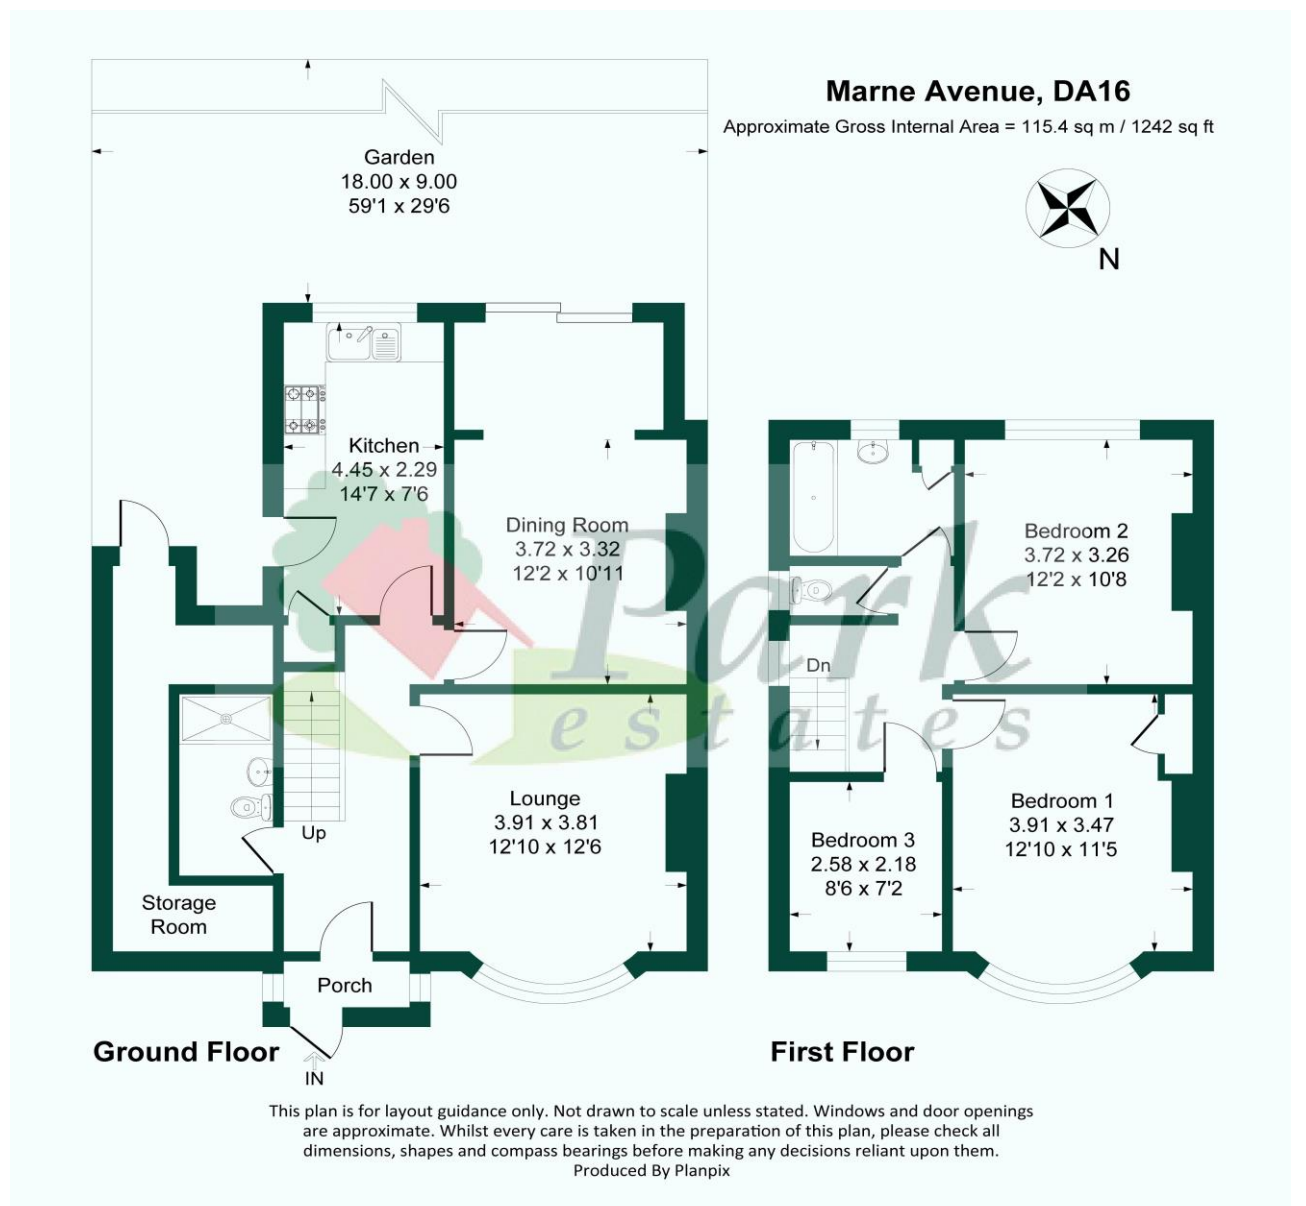 Marne Avenue, DA16
Approximate Gross Internal Area = 115.4 sq m / 1242 sq ft
N
Garden
18.00 x 9.00
59'1 x 29'6
Kitchen
4.45 x 2.29
14'7 x 7'6
Dining Room
3.72 x 3.32
12'2 x 10'11
Park
estates
Lounge
3.91 x 3.81
12'10 x 12'6
Up
Storage
Room
Porch
IN
Ground Floor
Bedroom 2
3.72 x 3.26
12'2 x 10'8
Dn
Bedroom 1
3.91 x 3.47
12'10 x 11'5
Bedroom 3
2.58 x 2.18
8'6 x 7'2
First Floor
This plan is for layout guidance only. Not drawn to scale unless stated. Windows and door openings
are approximate. Whilst every care is taken in the preparation of this plan, please check all
dimensions, shapes and compass bearings before making any decisions reliant upon them.
Produced By Planpix